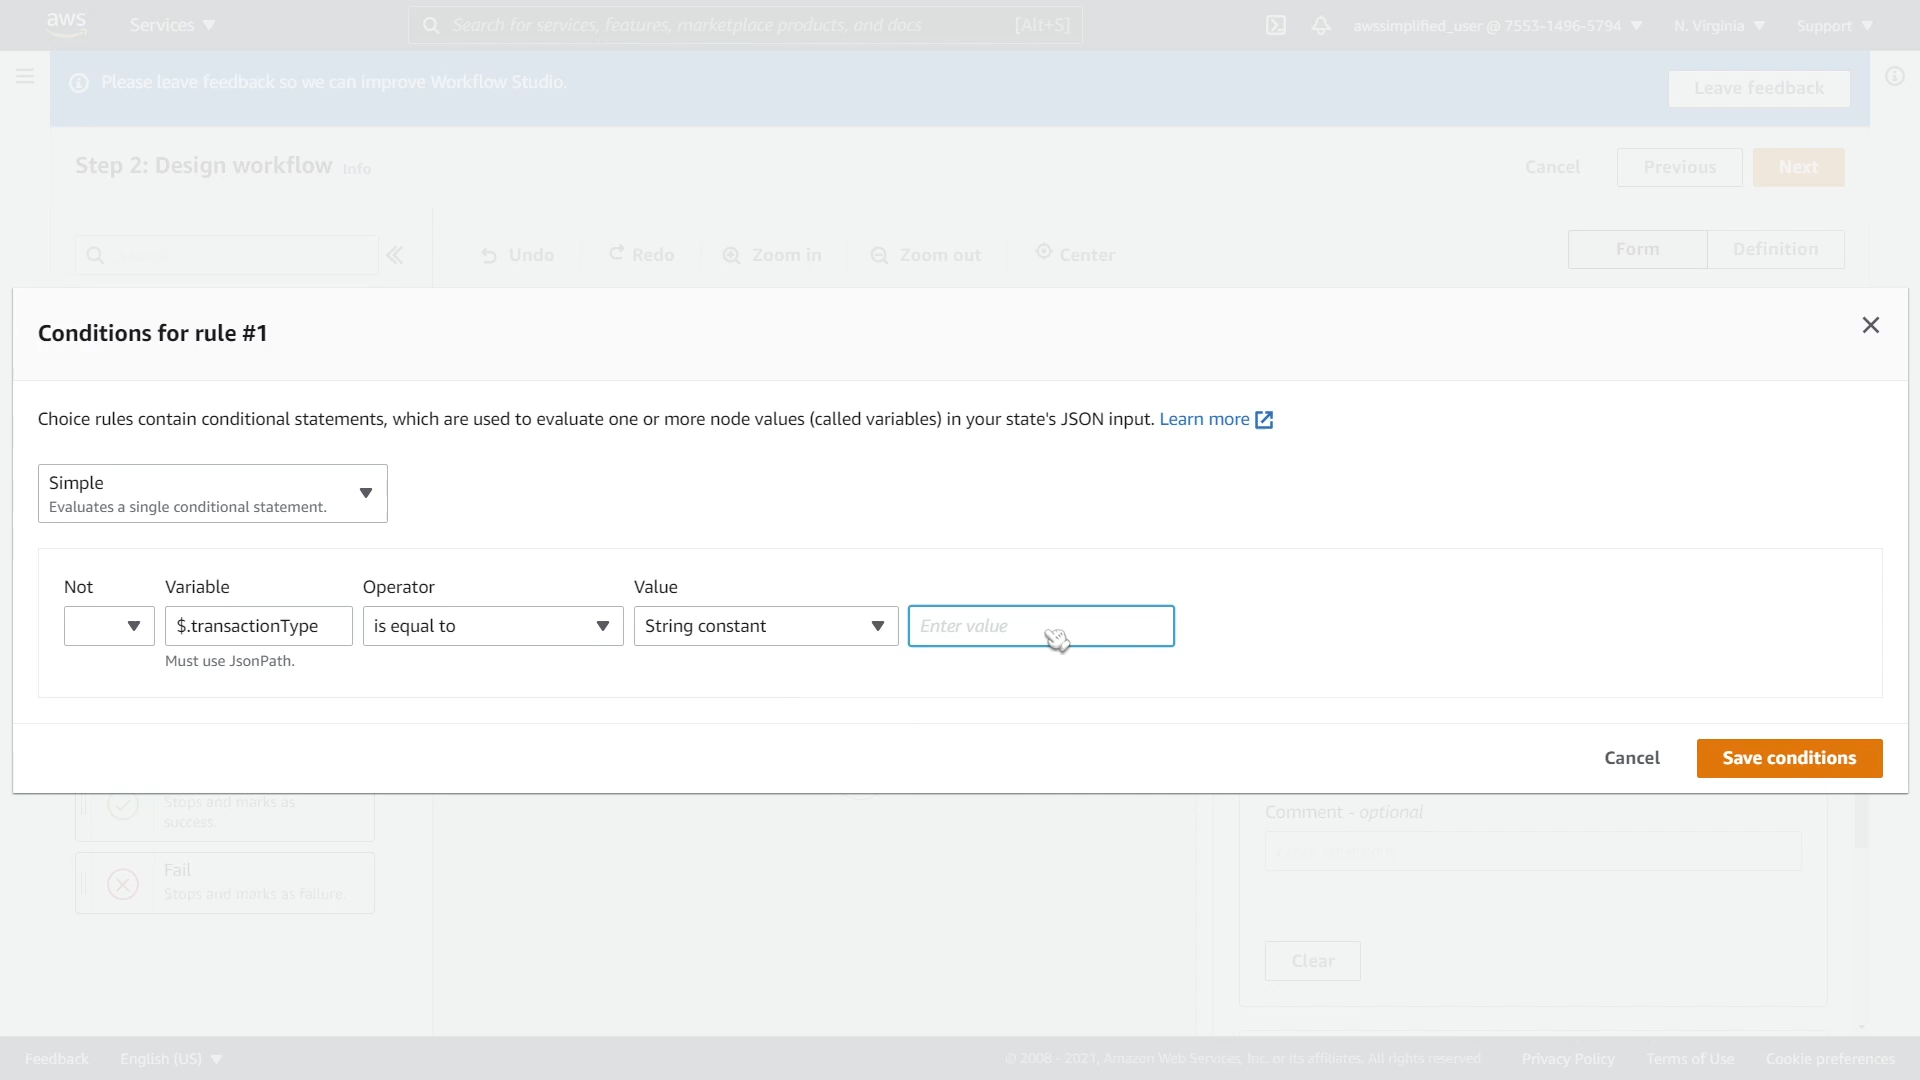 aws
Services
Search for services, features, marketplace products, and docs
[Alt+S]
awssimplified_user @ 7553-1496-5794
N. Virginia
Support
Please leave feedback so we can improve Workflow Studio.
Leave feedback
Step 2: Design workflow Info
Cancel
Previous
Next
Undo
Redo
Zoom in
Zoom out
Center
Form
Definition
Conditions for rule #1
Choice rules contain conditional statements, which are used to evaluate one or more node values (called variables) in your state's JSON input. Learn more
Simple
Evaluates a single conditional statement.
Not
Variable
Operator
Value
$.transactionType
is equal to
String constant
Enter value
Must use JsonPath.
Cancel
Save conditions
Stops and marks as
success.
Fail
Stops and marks as failure.
Comment - optional
Clear
Feedback
English (US)
© 2008 - 2021, Amazon Web Services, Inc. or its affiliates. All rights reserved.
Privacy Policy
Terms of Use
Cookie preferences